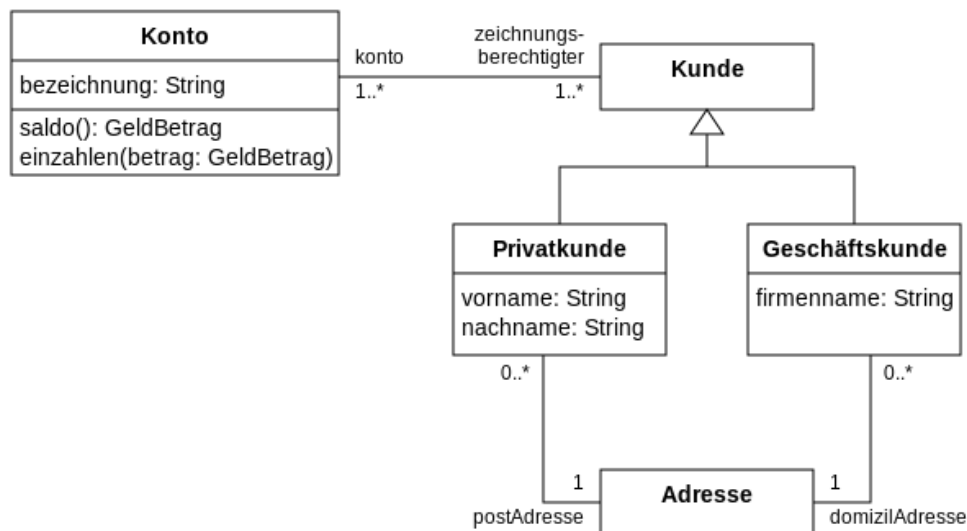 Konto
bezeichnung: String
saldo(): GeldBetrag
einzahlen(betrag: GeldBetrag)
konto
1..*
zeichnungs-
berechtigter
1..*
Kunde
Privatkunde
vorname: String
nachname: String
0..*
Geschäftskunde
firmenname: String
0..*
1
postAdresse
Adresse
1
domizilAdresse